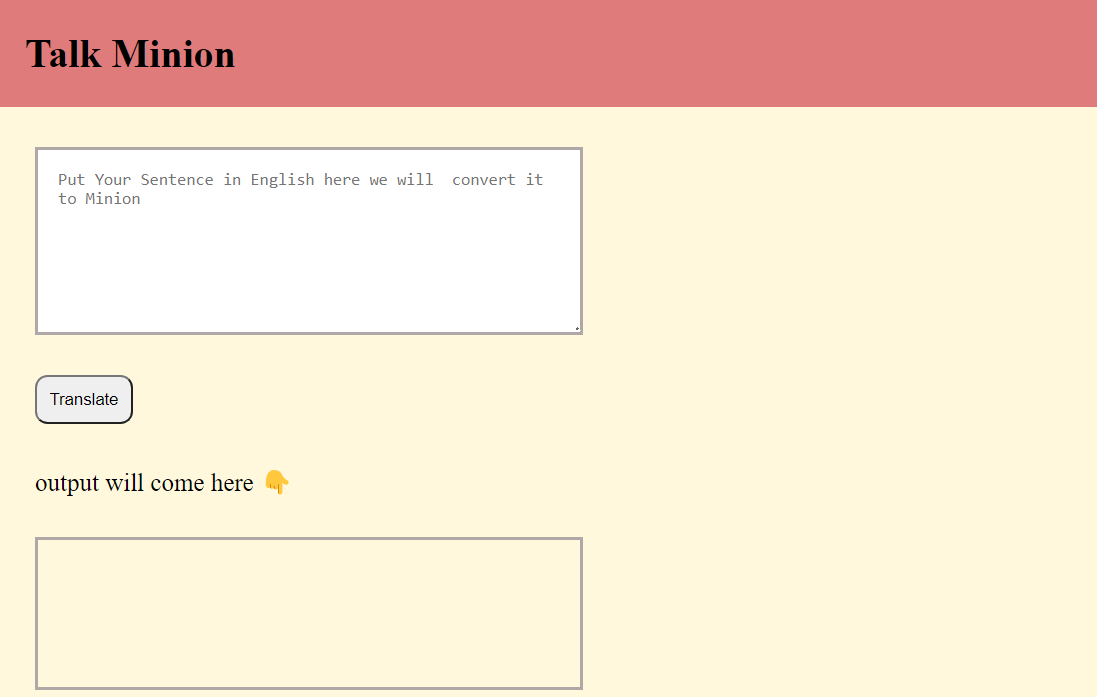 Talk Minion
Put Your Sentence in English here we will  convert it
to Minion
Translate
output will come here 👇